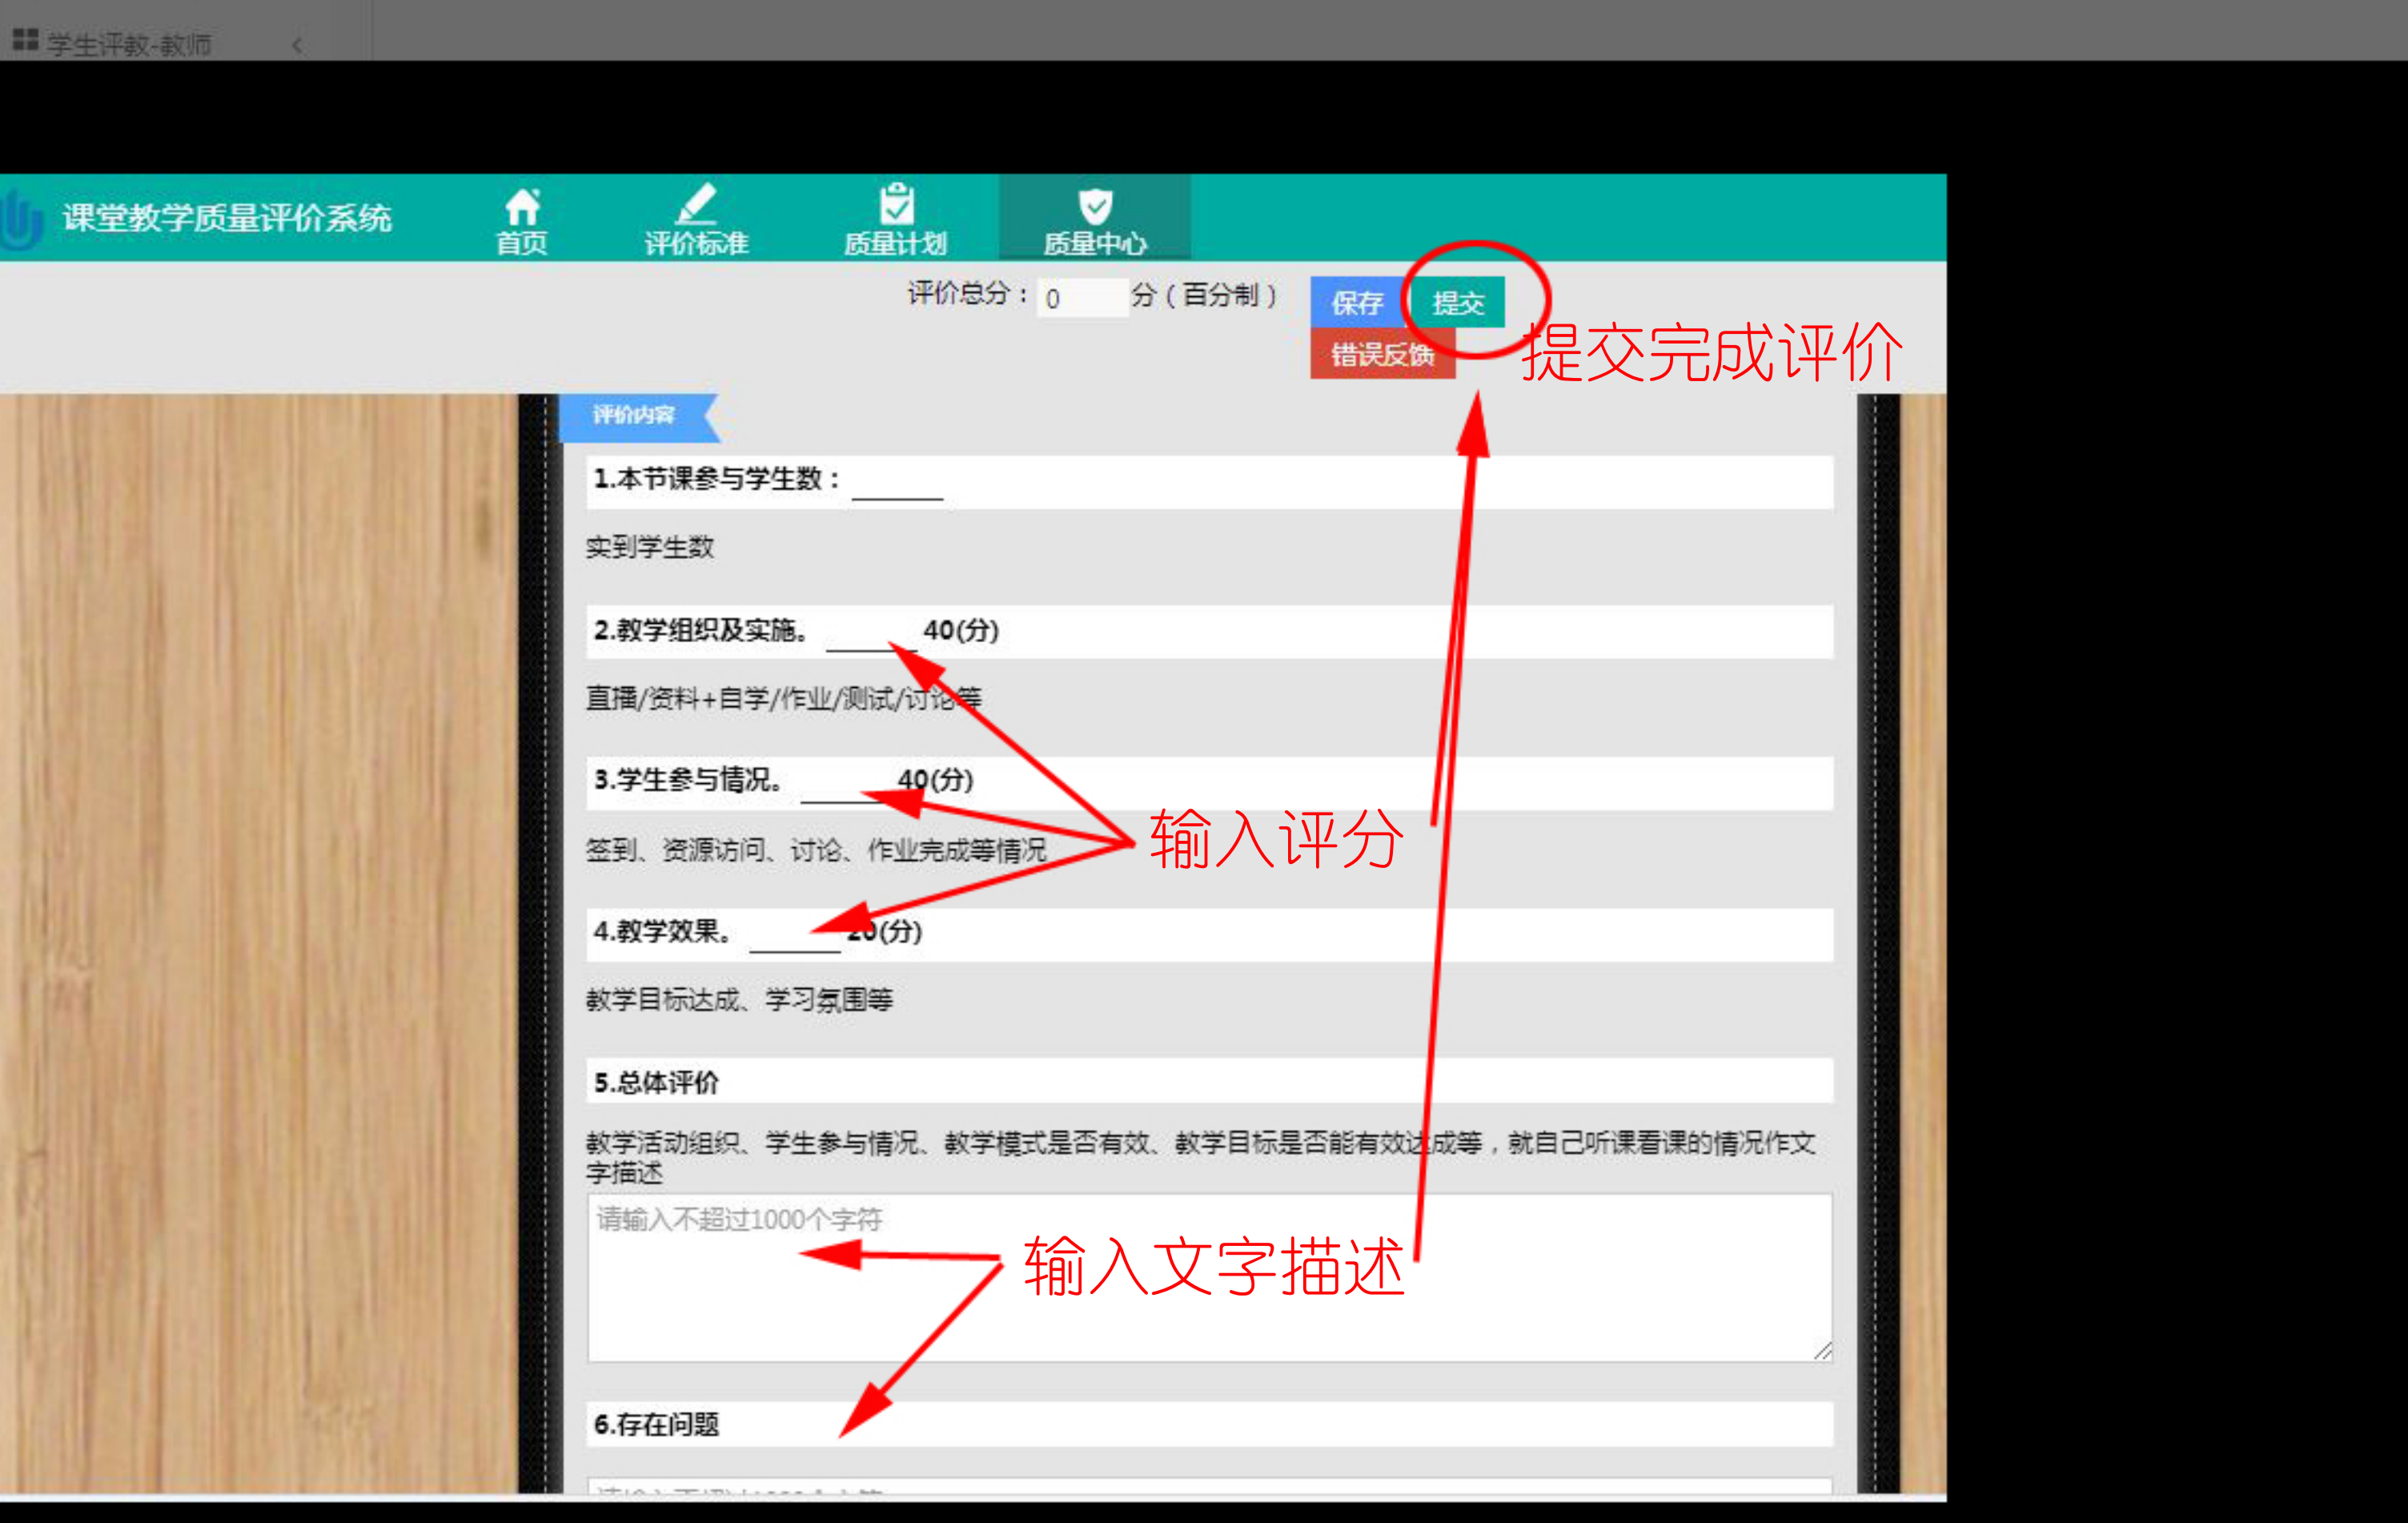 学生评教-教师
课堂教学质量评价系统
首页
评价标准
质量计划
质量中心
评价总分： 0 分（百分制）
保存
提交
错误反馈
提交完成评价
评价内容
1.本节课参与学生数：
实到学生数
2.教学组织及实施。 40(分)
直播/资料+自学/作业/测试/讨论等
3.学生参与情况。 40(分)
输入评分
签到、资源访问、讨论、作业完成等情况
4.教学效果。 20(分)
教学目标达成、学习氛围等
5.总体评价
教学活动组织、学生参与情况、教学模式是否有效、教学目标是否能有效达成等，就自己听课看课的情况作文
字描述
请输入不超过1000个字符
输入文字描述
6.存在问题